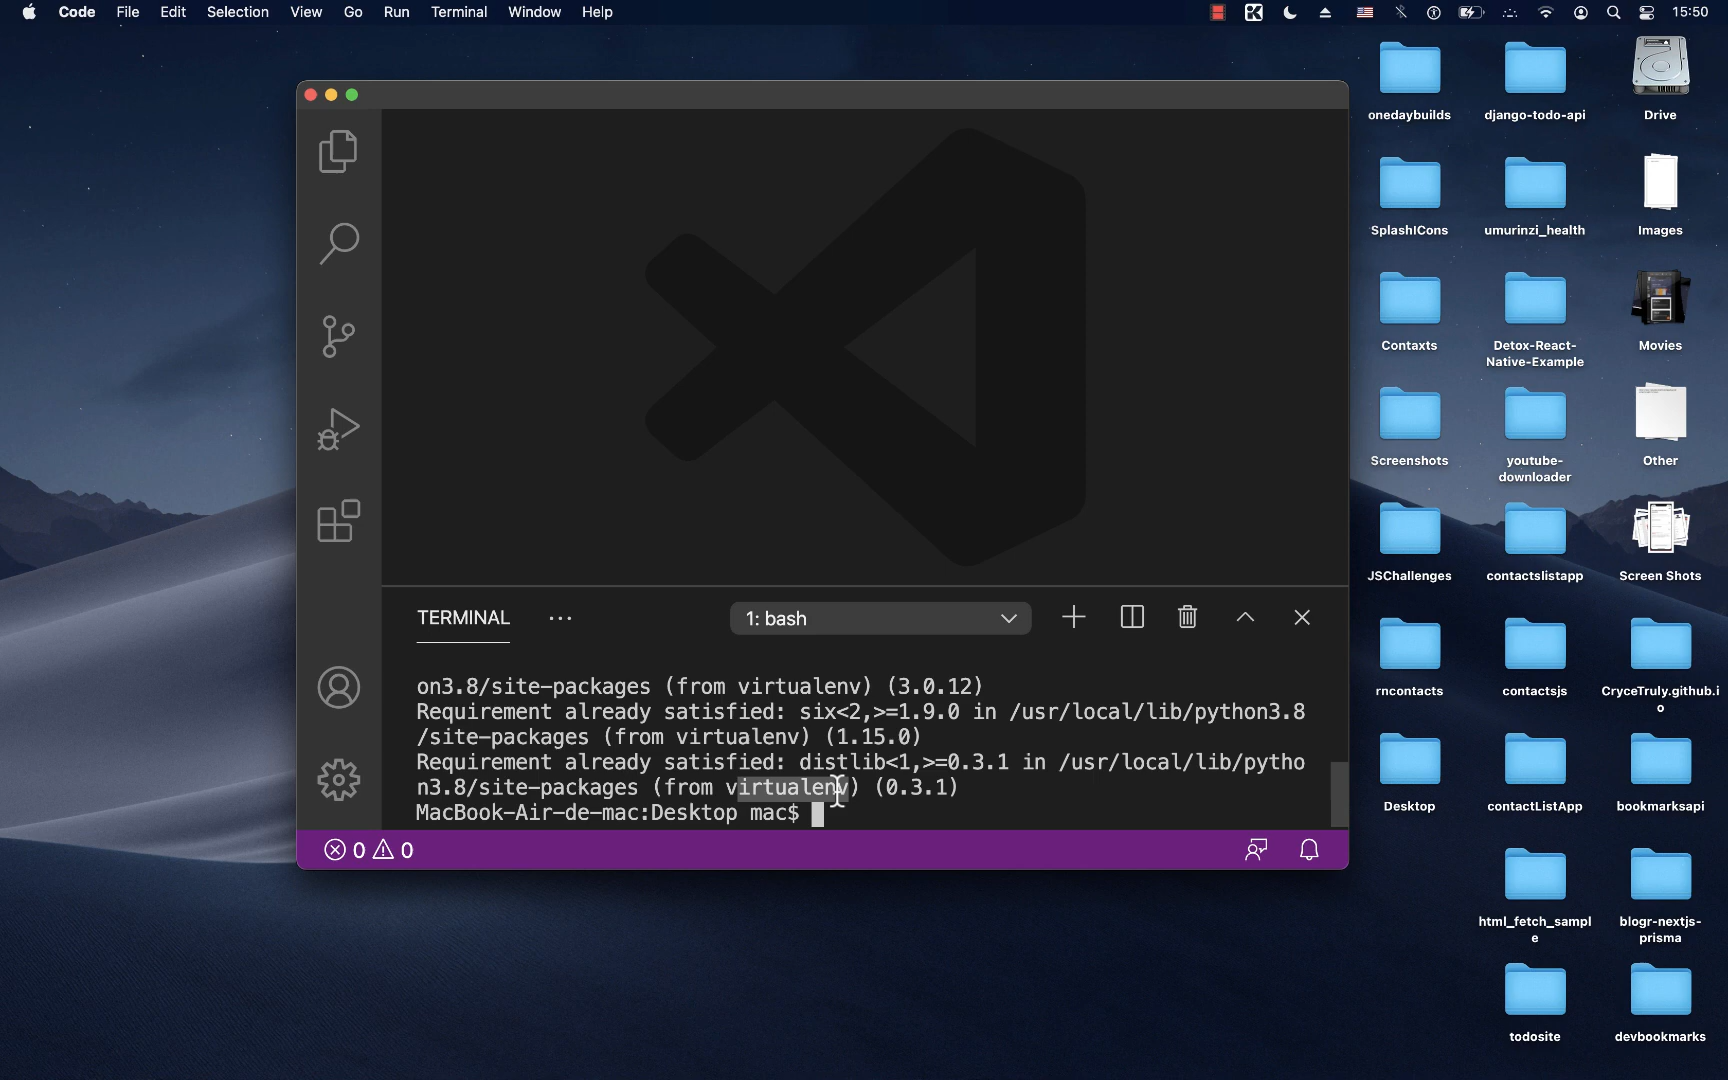 Code File Edit Selection View Go Run Terminal Window Help 15:50
onedaybuilds django-todo-api Drive
SplashICons umurinzi_health Images
Contaxts Detox-React-Native-Example Movies
Screenshots youtube-downloader Other
JSChallenges contactslistapp Screen Shots
rncontacts contactsjs CryceTruly.github.io
Desktop contactListApp bookmarksapi
html_fetch_sample blogr-nextjs-prisma
todosite devbookmarks
TERMINAL ··· 1: bash
on3.8/site-packages (from virtualenv) (3.0.12)
Requirement already satisfied: six<2,>=1.9.0 in /usr/local/lib/python3.8
/site-packages (from virtualenv) (1.15.0)
Requirement already satisfied: distlib<1,>=0.3.1 in /usr/local/lib/pytho
n3.8/site-packages (from virtualenv) (0.3.1)
MacBook-Air-de-mac:Desktop mac$
0 0